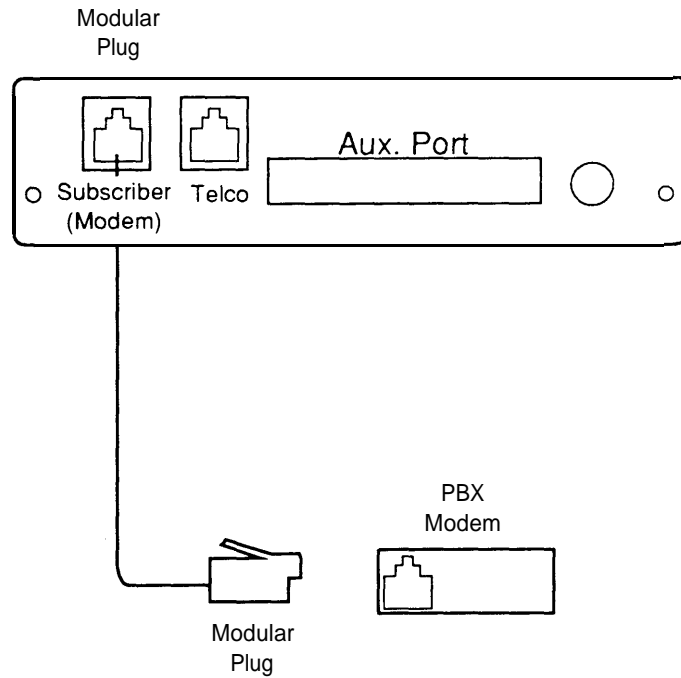 Modular
Plug
Aux. Port
Subscriber Telco
(Modem)
PBX
Modem
Modular
Plug